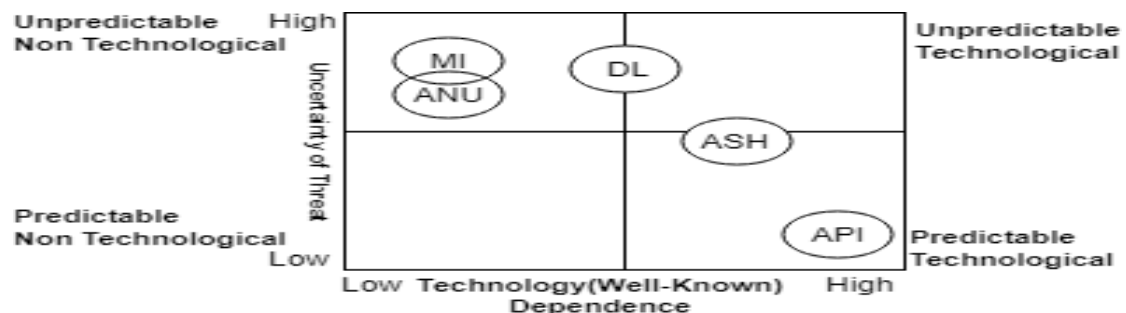 Unpredictable
Non Technological
High
Unpredictable
Technological
MI
ANU
DL
ASH
API
Uncertainty of Threat
Predictable
Non Technological
Low
Predictable
Technological
Low Technology(Well-Known) High
Dependence